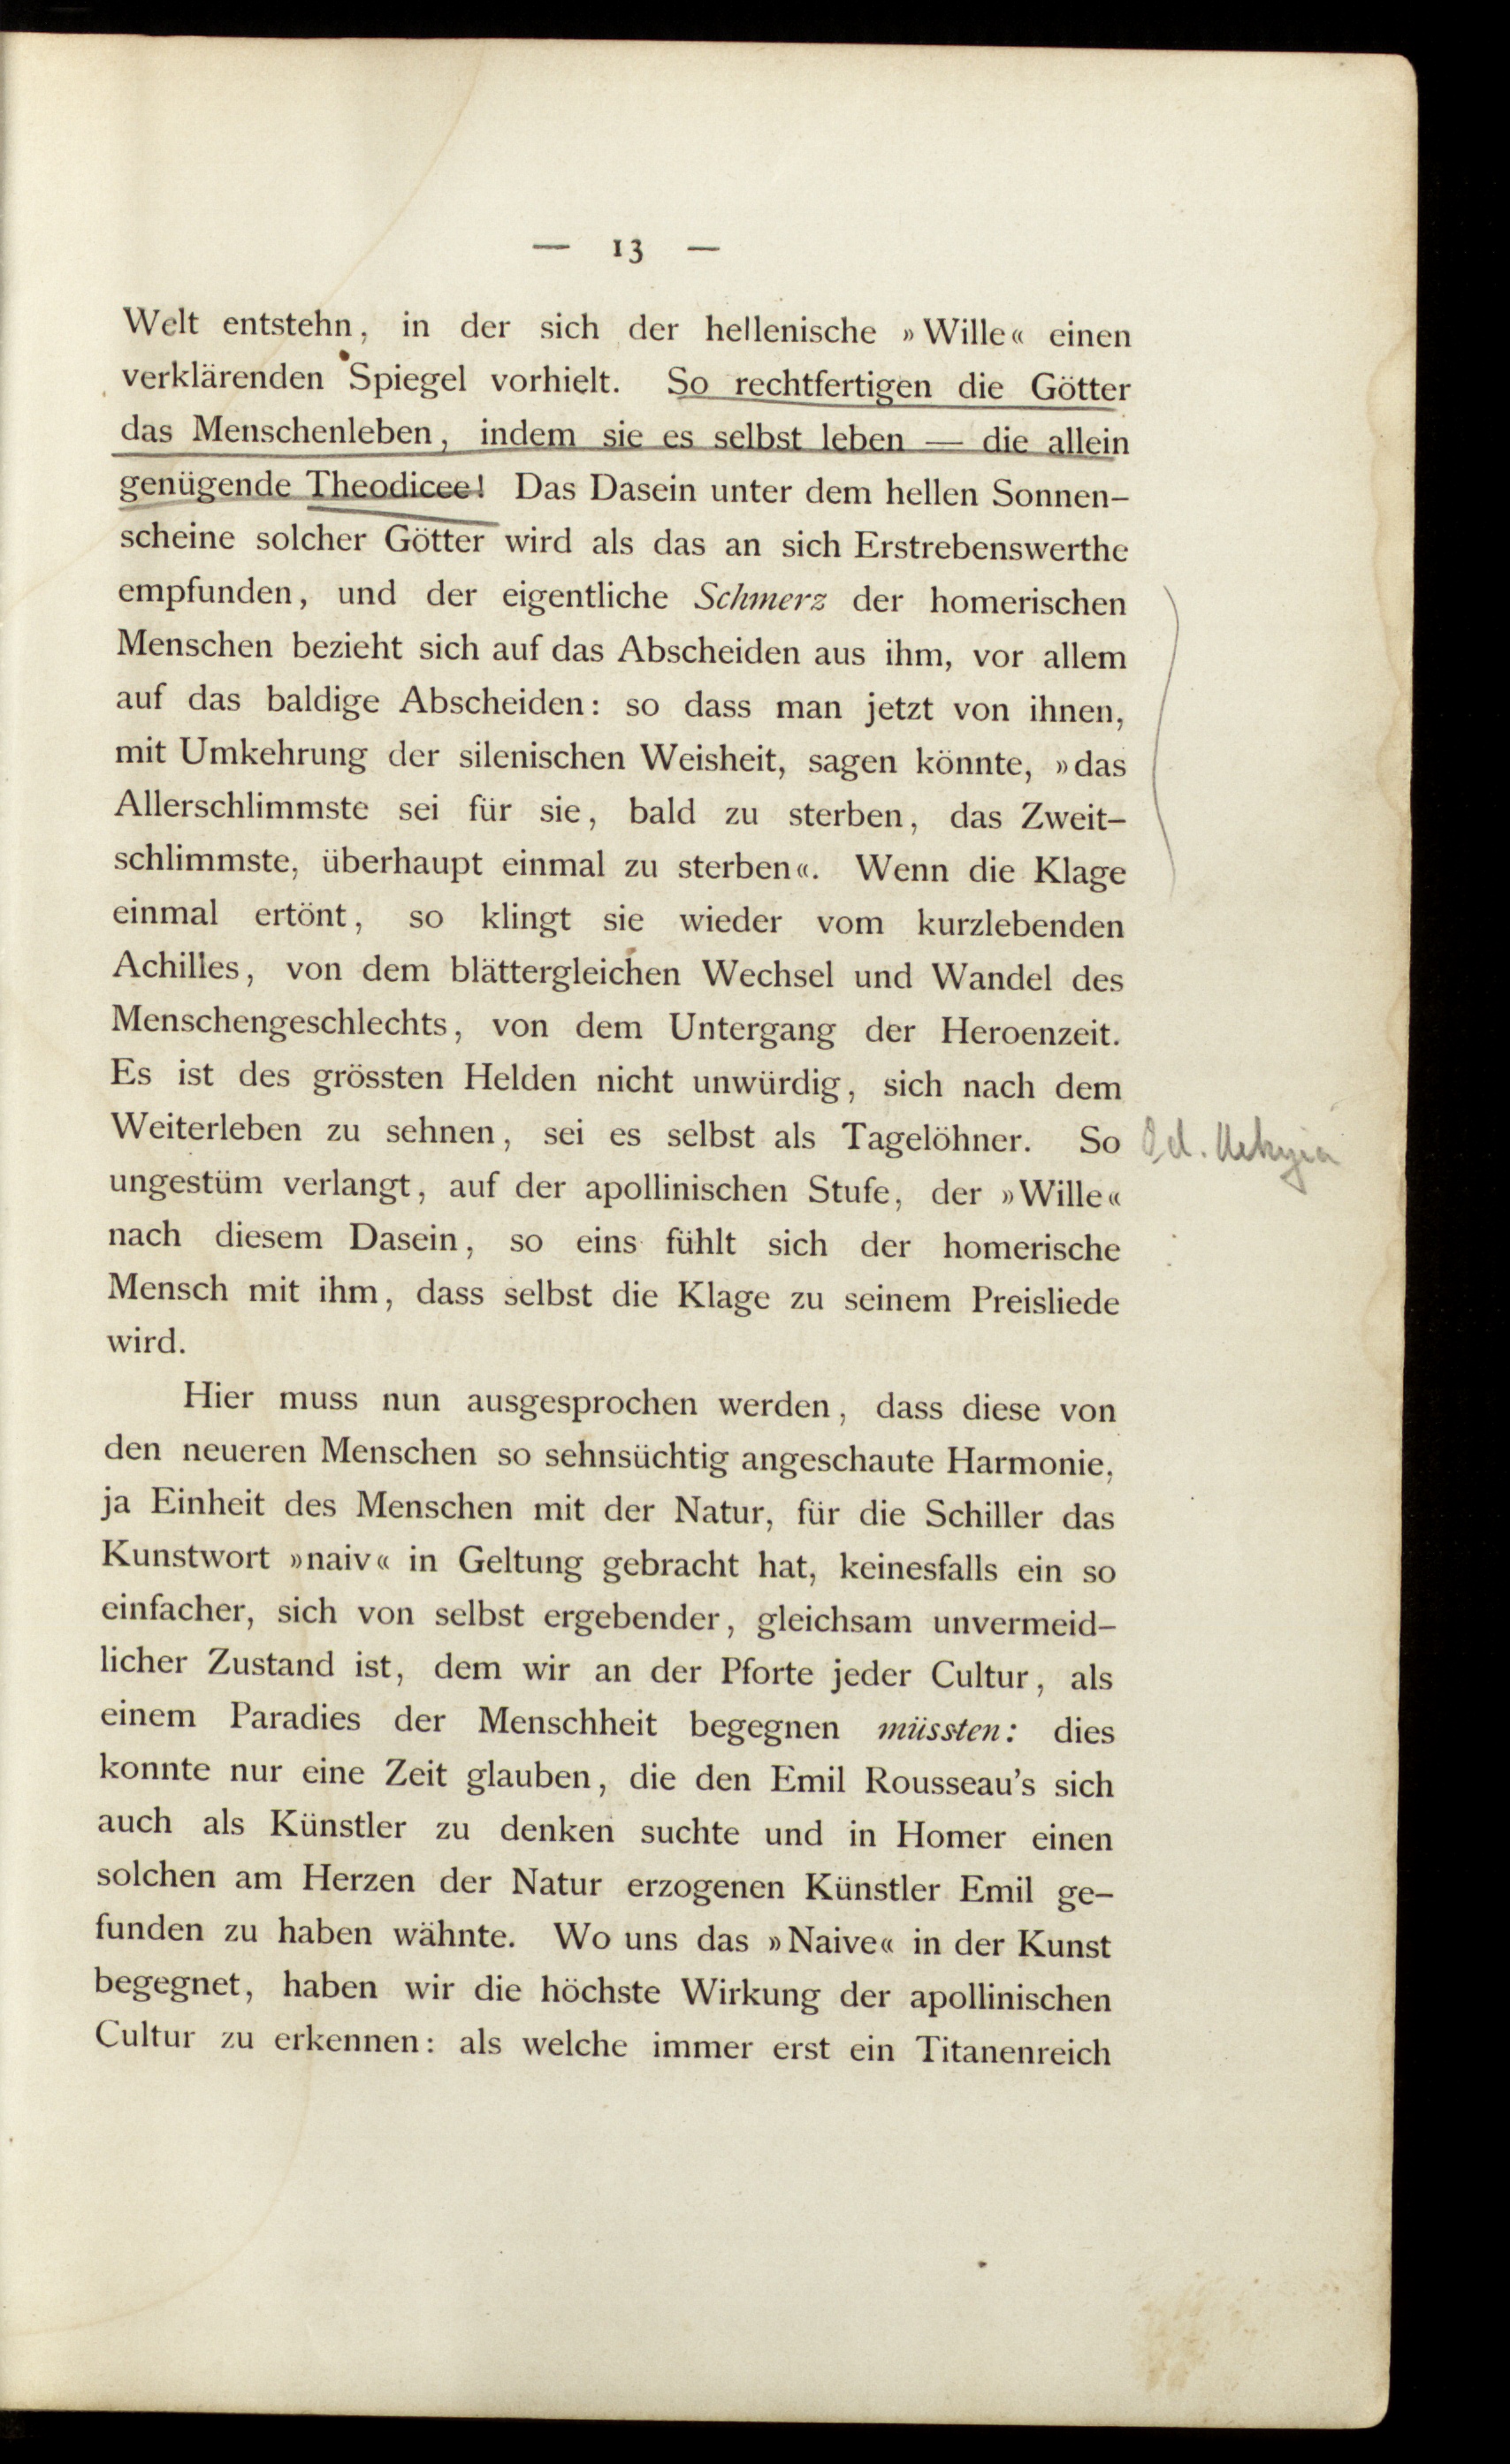 — 13 —
Welt entstehn, in der sich der hellenische »Wille« einen
verklärenden Spiegel vorhielt. So rechtfertigen die Götter
das Menschenleben, indem sie es selbst leben — die allein
genügende Theodicee! Das Dasein unter dem hellen Sonnen-
scheine solcher Götter wird als das an sich Erstrebenswerthe
empfunden, und der eigentliche Schmerz der homerischen
Menschen bezieht sich auf das Abscheiden aus ihm, vor allem
auf das baldige Abscheiden: so dass man jetzt von ihnen,
mit Umkehrung der silenischen Weisheit, sagen könnte, »das
Allerschlimmste sei für sie, bald zu sterben, das Zweit-
schlimmste, überhaupt einmal zu sterben«. Wenn die Klage
einmal ertönt, so klingt sie wieder vom kurzlebenden
Achilles, von dem blättergleichen Wechsel und Wandel des
Menschengeschlechts, von dem Untergang der Heroenzeit.
Es ist des grössten Helden nicht unwürdig, sich nach dem
Weiterleben zu sehnen, sei es selbst als Tagelöhner. So
Od. Nekyia
ungestüm verlangt, auf der apollinischen Stufe, der »Wille«
nach diesem Dasein, so eins fühlt sich der homerische
Mensch mit ihm, dass selbst die Klage zu seinem Preisliede
wird.
Hier muss nun ausgesprochen werden, dass diese von
den neueren Menschen so sehnsüchtig angeschaute Harmonie,
ja Einheit des Menschen mit der Natur, für die Schiller das
Kunstwort »naiv« in Geltung gebracht hat, keinesfalls ein so
einfacher, sich von selbst ergebender, gleichsam unvermeid-
licher Zustand ist, dem wir an der Pforte jeder Cultur, als
einem Paradies der Menschheit begegnen müssten: dies
konnte nur eine Zeit glauben, die den Emil Rousseau's sich
auch als Künstler zu denken suchte und in Homer einen
solchen am Herzen der Natur erzogenen Künstler Emil ge-
funden zu haben wähnte. Wo uns das »Naive« in der Kunst
begegnet, haben wir die höchste Wirkung der apollinischen
Cultur zu erkennen: als welche immer erst ein Titanenreich